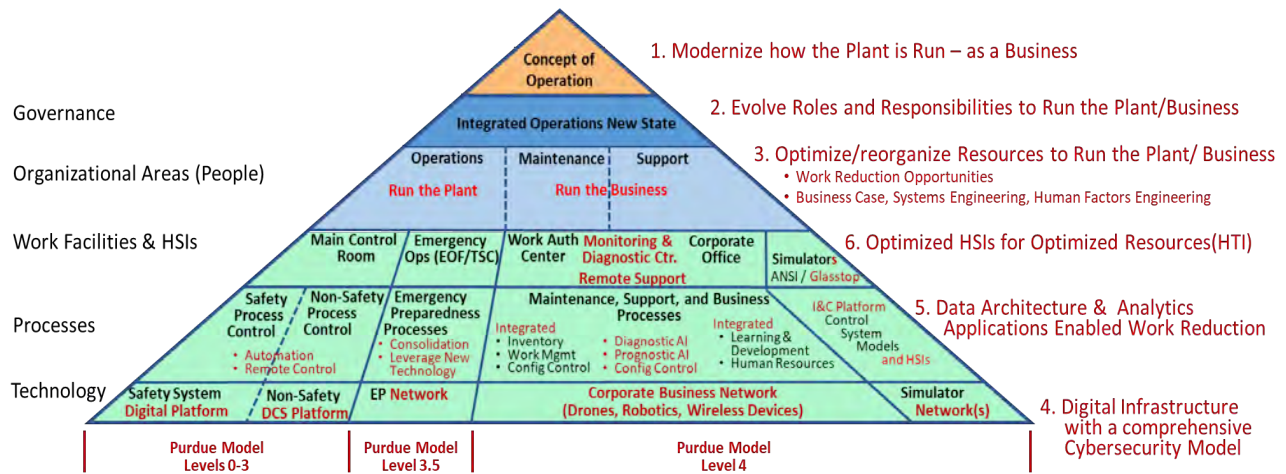 Concept of
Operation
1. Modernize how the Plant is Run – as a Business
Governance
Integrated Operations New State
2. Evolve Roles and Responsibilities to Run the Plant/Business
Organizational Areas (People)
Operations
Maintenance
Support
Run the Plant
Run the Business
3. Optimize/reorganize Resources to Run the Plant/ Business
• Work Reduction Opportunities
• Business Case, Systems Engineering, Human Factors Engineering
Work Facilities & HSIs
Main Control
Room
Emergency
Ops (EOF/TSC)
Work Auth
Center
Monitoring &
Diagnostic Ctr.
Remote Support
Corporate
Office
Simulators
ANSI / Glasstop
6. Optimized HSIs for Optimized Resources(HTI)
Processes
Safety
Process
Control
Non-Safety
Process
Control
• Automation
• Remote Control
Emergency
Preparedness
Processes
• Consolidation
• Leverage New
Technology
Maintenance, Support, and Business
Processes
Integrated
• Inventory
• Work Mgmt
• Config Control
• Diagnostic AI
• Prognostic AI
• Config Control
Integrated
• Learning &
Development
• Human Resources
I&C Platform
Control
System
Models
and HSIs
5. Data Architecture & Analytics
Applications Enabled Work Reduction
Technology
Safety System
Digital Platform
Non-Safety
DCS Platform
EP Network
Corporate Business Network
(Drones, Robotics, Wireless Devices)
Simulator
Network(s)
4. Digital Infrastructure
with a comprehensive
Cybersecurity Model
Purdue Model
Levels 0-3
Purdue Model
Level 3.5
Purdue Model
Level 4